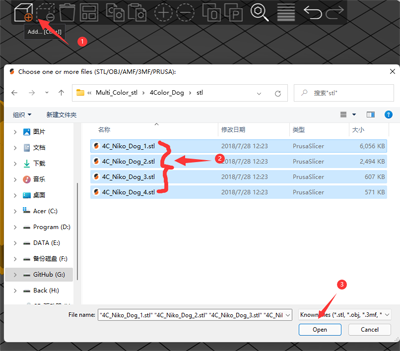 Add... [Ctrl+I]
1
Choose one or more files (STL/OBJ/AMF/3MF/PRUSA):
Multi_Color_stl > 4Color_Dog > stl
搜索"stl"
组织 新建文件夹
名称 修改日期 类型 大小
图片
文档
下载
音乐
桌面
Acer (C:)
Program (D:)
DATA (E:)
备份磁盘 (F:)
GitHub (G:)
Back (H:)
4C_Niko_Dog_1.stl 2018/7/28 12:23 PrusaSlicer 6,056 KB
4C_Niko_Dog_2.stl 2018/7/28 12:23 PrusaSlicer 2,494 KB
4C_Niko_Dog_3.stl 2018/7/28 12:23 PrusaSlicer 607 KB
4C_Niko_Dog_4.stl 2018/7/28 12:23 PrusaSlicer 571 KB
2
3
File name: "4C_Niko_Dog_1.stl" "4C_Niko_Dog_2.stl" "4C_Niko_Dog_3.stl" "4C_Nil
Known files (*.stl, *.obj, *.3mf, *
Open Cancel